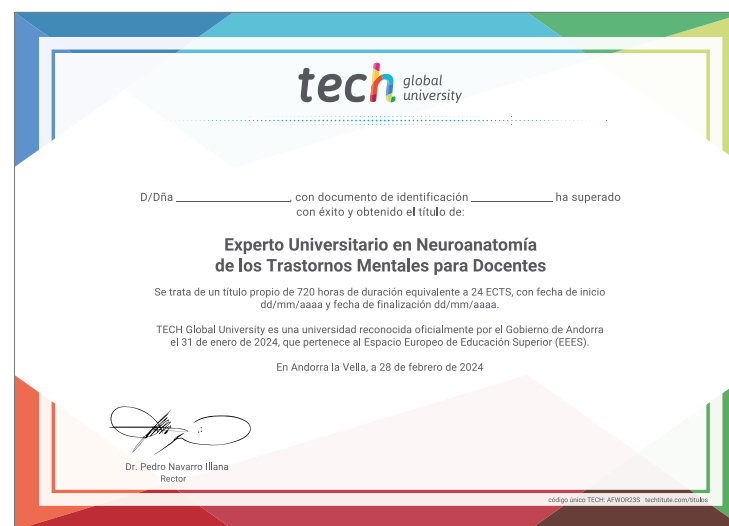 tech global university
D/Dña ______________, con documento de identificación ______________ ha superado
con éxito y obtenido el título de:
Experto Universitario en Neuroanatomía
de los Trastornos Mentales para Docentes
Se trata de un título propio de 720 horas de duración equivalente a 24 ECTS, con fecha de inicio
dd/mm/aaaa y fecha de finalización dd/mm/aaaa.
TECH Global University es una universidad reconocida oficialmente por el Gobierno de Andorra
el 31 de enero de 2024, que pertenece al Espacio Europeo de Educación Superior (EEES).
En Andorra la Vella, a 28 de febrero de 2024
Dr. Pedro Navarro Illana
Rector
código único TECH: AFWOR23S techtitute.com/titulos